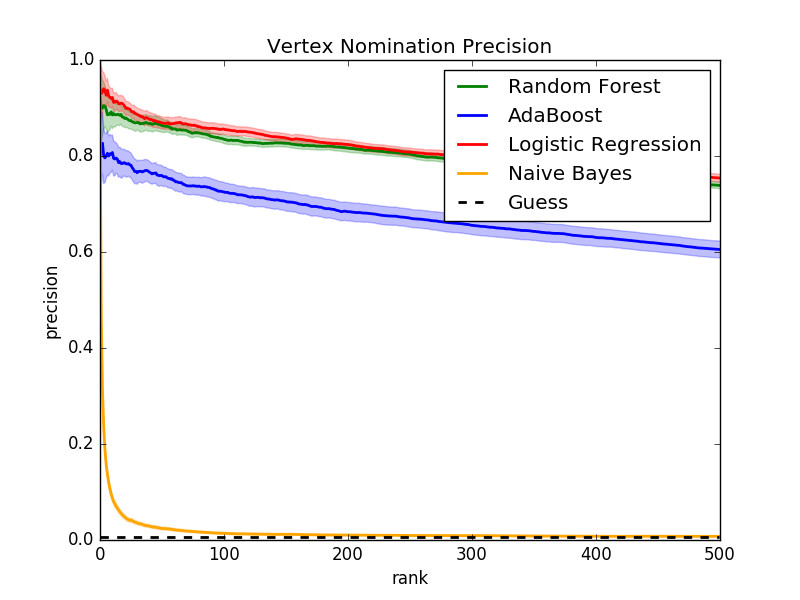 Vertex Nomination Precision
1.0
0.8
0.6
0.4
0.2
0.0
precision
Random Forest
AdaBoost
Logistic Regression
Naive Bayes
Guess
0 100 200 300 400 500
rank